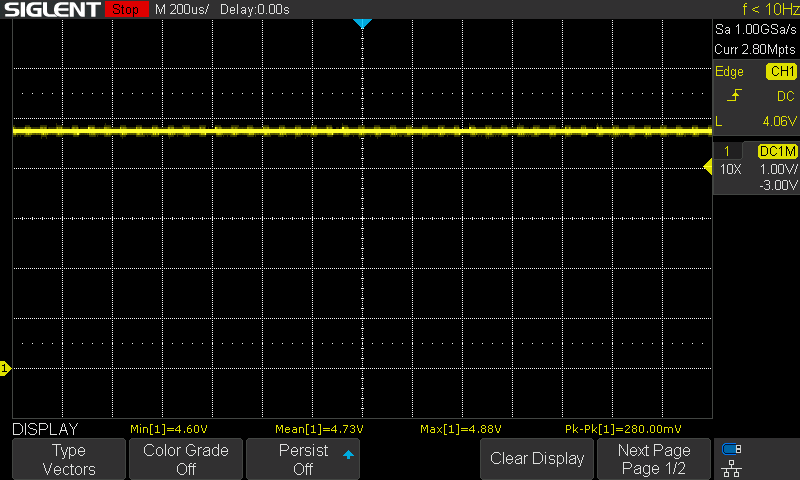 SIGLENT Stop M 200us/ Delay:0.00s f < 10Hz
Sa 1.00GSa/s
Curr 2.80Mpts
Edge CH1
DC
L 4.06V
1 DC1M
10X 1.00V/
-3.00V
1
DISPLAY Min[1]=4.60V Mean[1]=4.73V Max[1]=4.88V Pk-Pk[1]=280.00mV
Type Vectors
Color Grade Off
Persist Off
Clear Display
Next Page Page 1/2